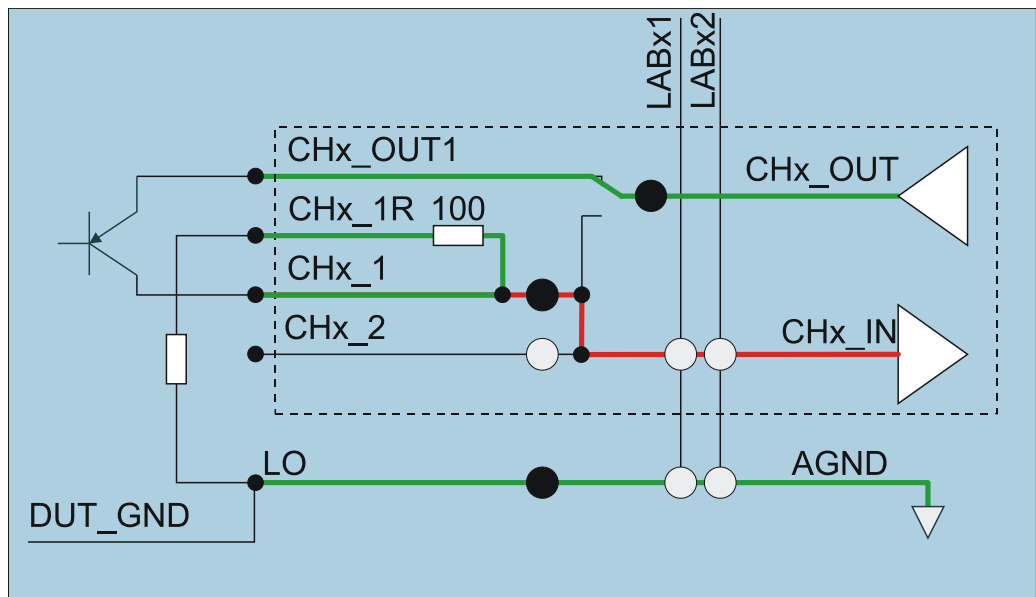 LABx1
LABx2
CHx_OUT1
CHx_OUT
CHx_1R 100
CHx_1
CHx_2
CHx_IN
LO
AGND
DUT_GND